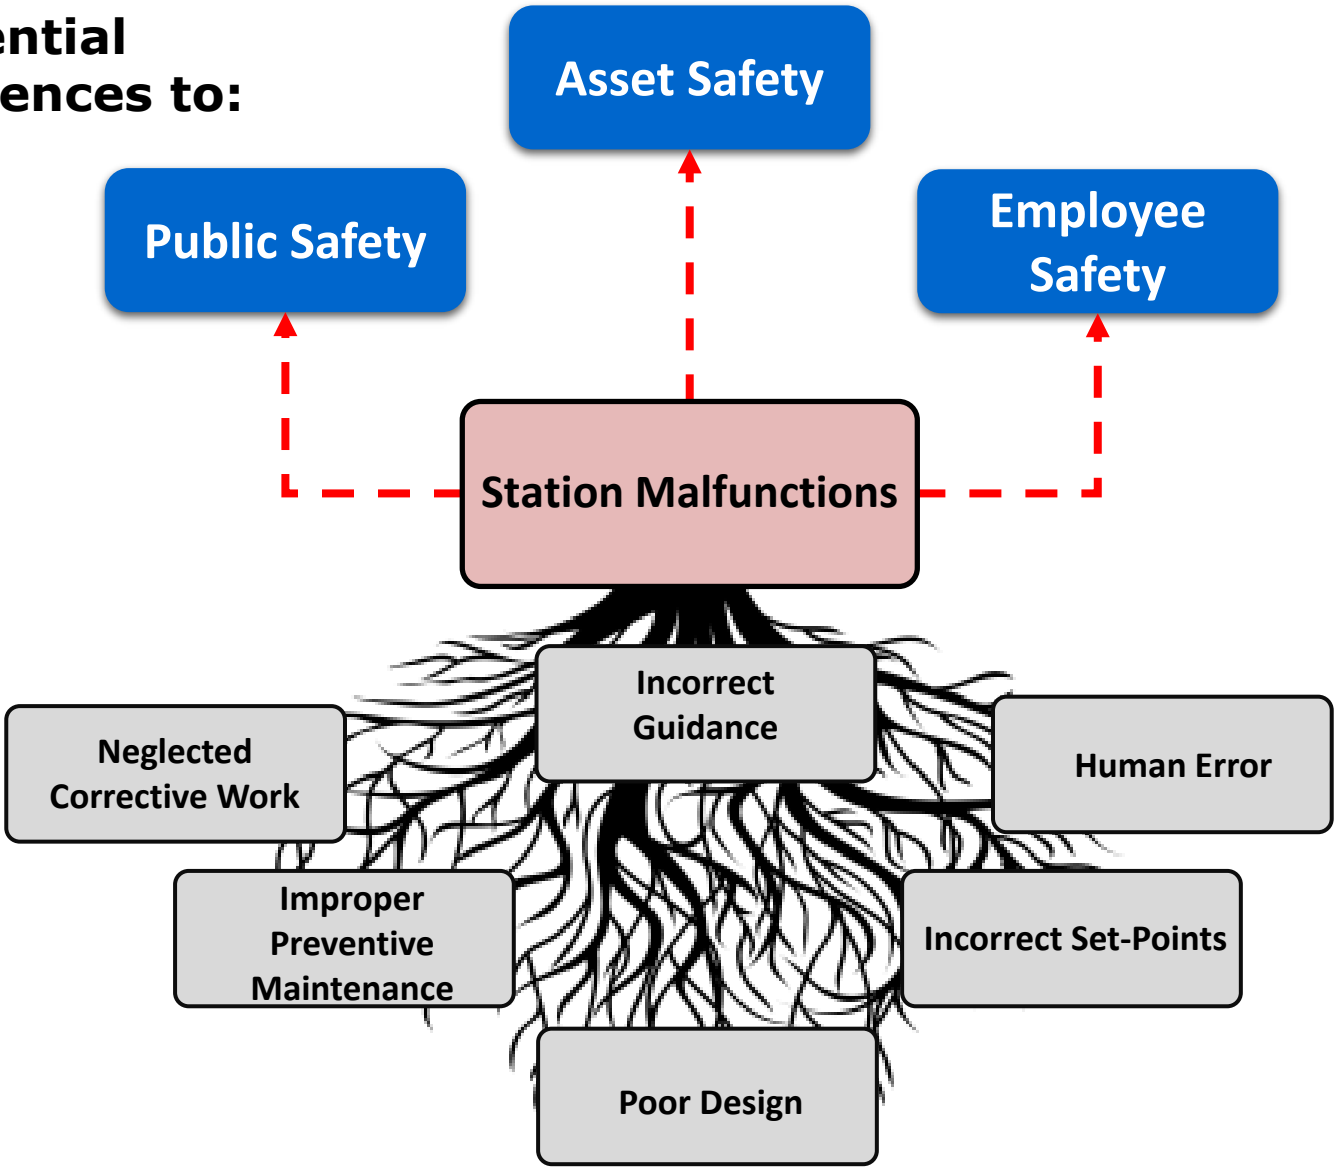 ential
ences to:
Asset Safety
Public Safety
Employee
Safety
Station Malfunctions
Incorrect
Guidance
Neglected
Corrective Work
Human Error
Improper
Preventive
Maintenance
Incorrect Set-Points
Poor Design